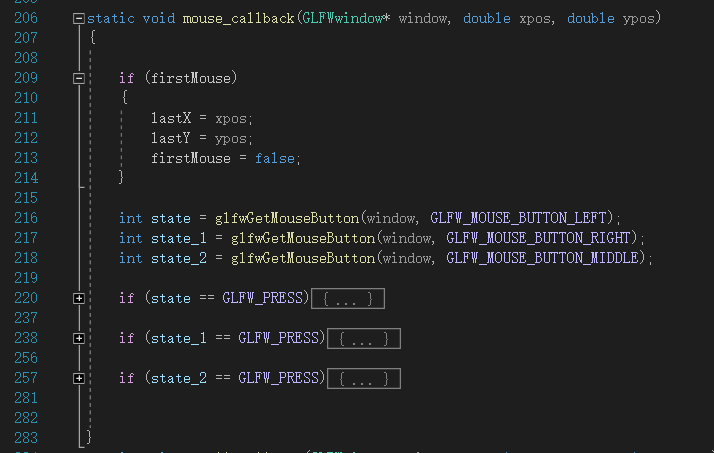 206 static void mouse_callback(GLFWwindow* window, double xpos, double ypos)
207 {
208
209 if (firstMouse)
210 {
211 lastX = xpos;
212 lastY = ypos;
213 firstMouse = false;
214 }
215
216 int state = glfwGetMouseButton(window, GLFW_MOUSE_BUTTON_LEFT);
217 int state_1 = glfwGetMouseButton(window, GLFW_MOUSE_BUTTON_RIGHT);
218 int state_2 = glfwGetMouseButton(window, GLFW_MOUSE_BUTTON_MIDDLE);
219
220 if (state == GLFW_PRESS) { ... }
237
238 if (state_1 == GLFW_PRESS) { ... }
256
257 if (state_2 == GLFW_PRESS) { ... }
281
282
283 }